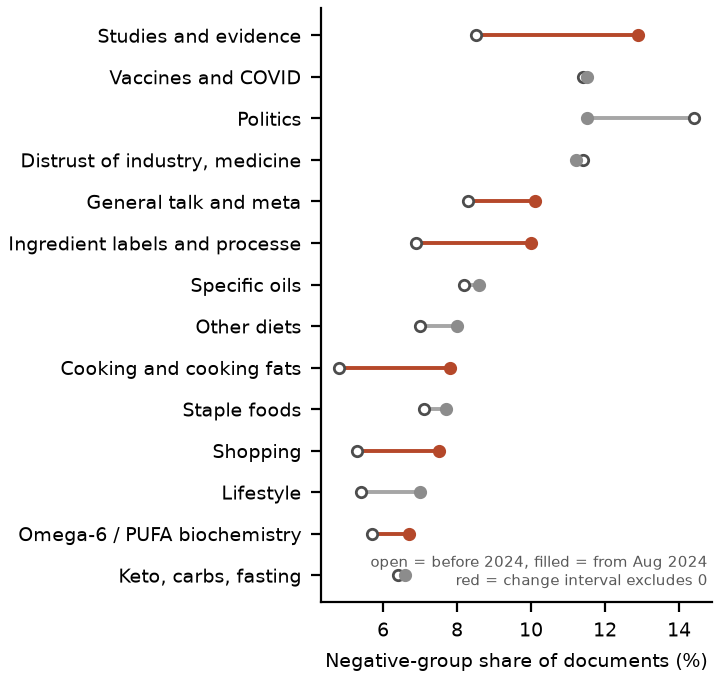 Studies and evidence
Vaccines and COVID
Politics
Distrust of industry, medicine
General talk and meta
Ingredient labels and processe
Specific oils
Other diets
Cooking and cooking fats
Staple foods
Shopping
Lifestyle
Omega-6 / PUFA biochemistry
Keto, carbs, fasting
open = before 2024, filled = from Aug 2024
red = change interval excludes 0
6 8 10 12 14
Negative-group share of documents (%)